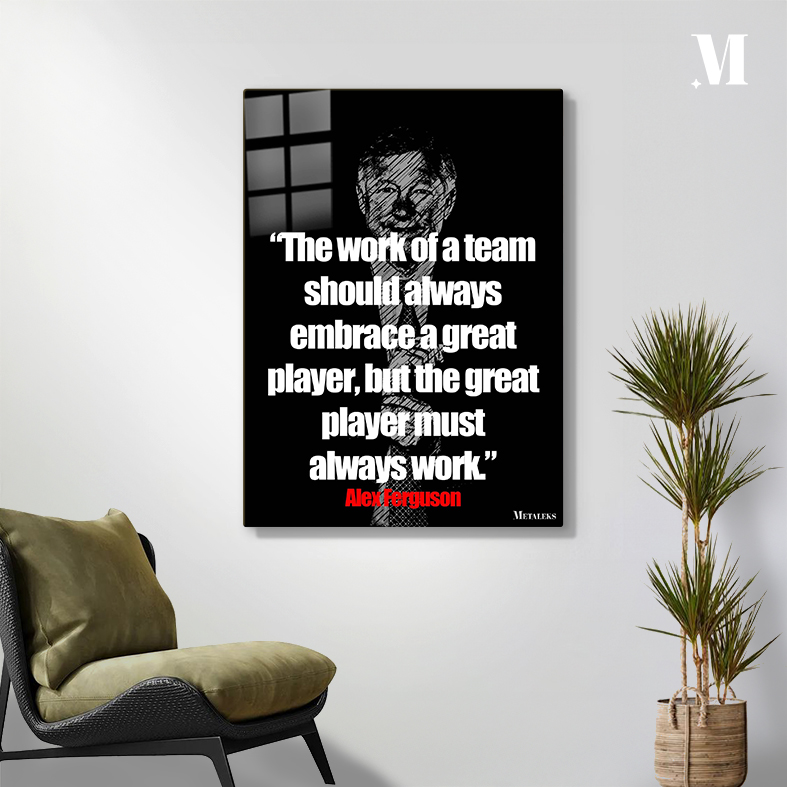 M
“The work of a team
should always
embrace a great
player, but the great
player must
always work.”
Alex Ferguson
METALEKS